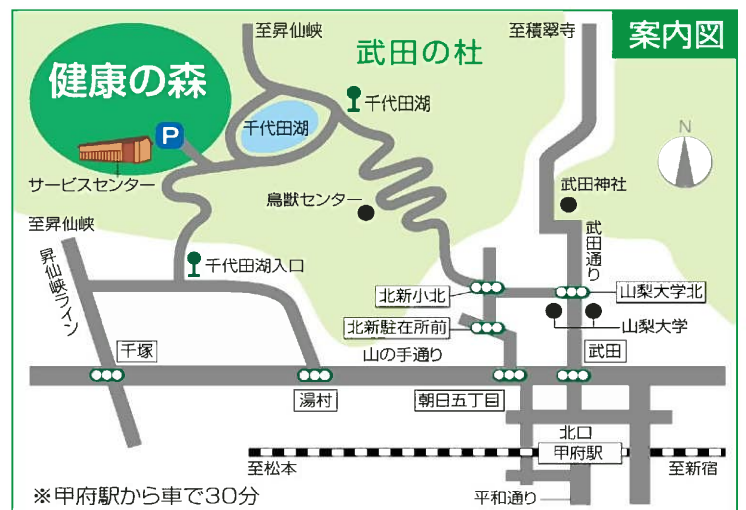 案内図
至昇仙峡
至積翠寺
武田の杜
健康の森
千代田湖
千代田湖
P
N
サービスセンター
鳥獣センター
武田神社
至昇仙峡
武田通り
昇仙峡ライン
千代田湖入口
北新小北
山梨大学北
北新駐在所前
山梨大学
千塚
山の手通り
武田
湯村
朝日五丁目
北口
甲府駅
至松本
至新宿
※甲府駅から車で30分
平和通り